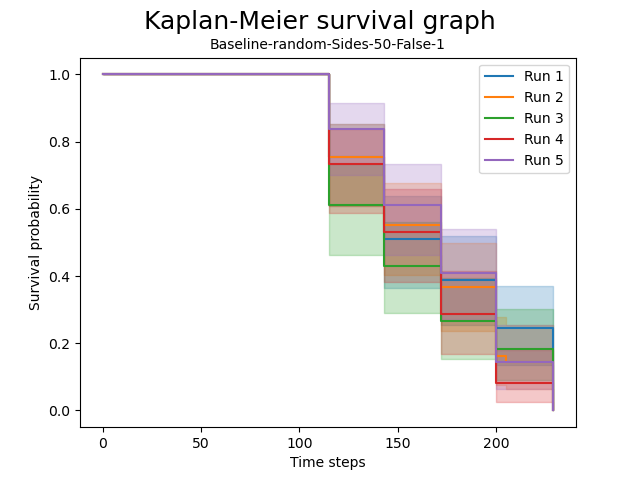 Kaplan-Meier survival graph
Baseline-random-Sides-50-False-1
Survival probability
1.0
0.8
0.6
0.4
0.2
0.0
Run 1
Run 2
Run 3
Run 4
Run 5
0
50
100
150
200
Time steps